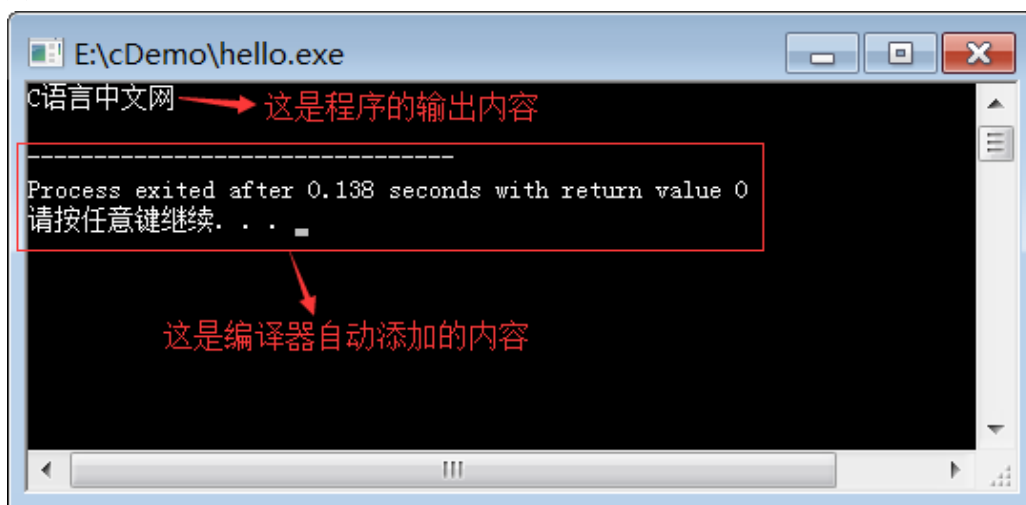 E:\cDemo\hello.exe
C语言中文网
这是程序的输出内容
--------------------------------
Process exited after 0.138 seconds with return value 0
请按任意键继续. . . _
这是编译器自动添加的内容